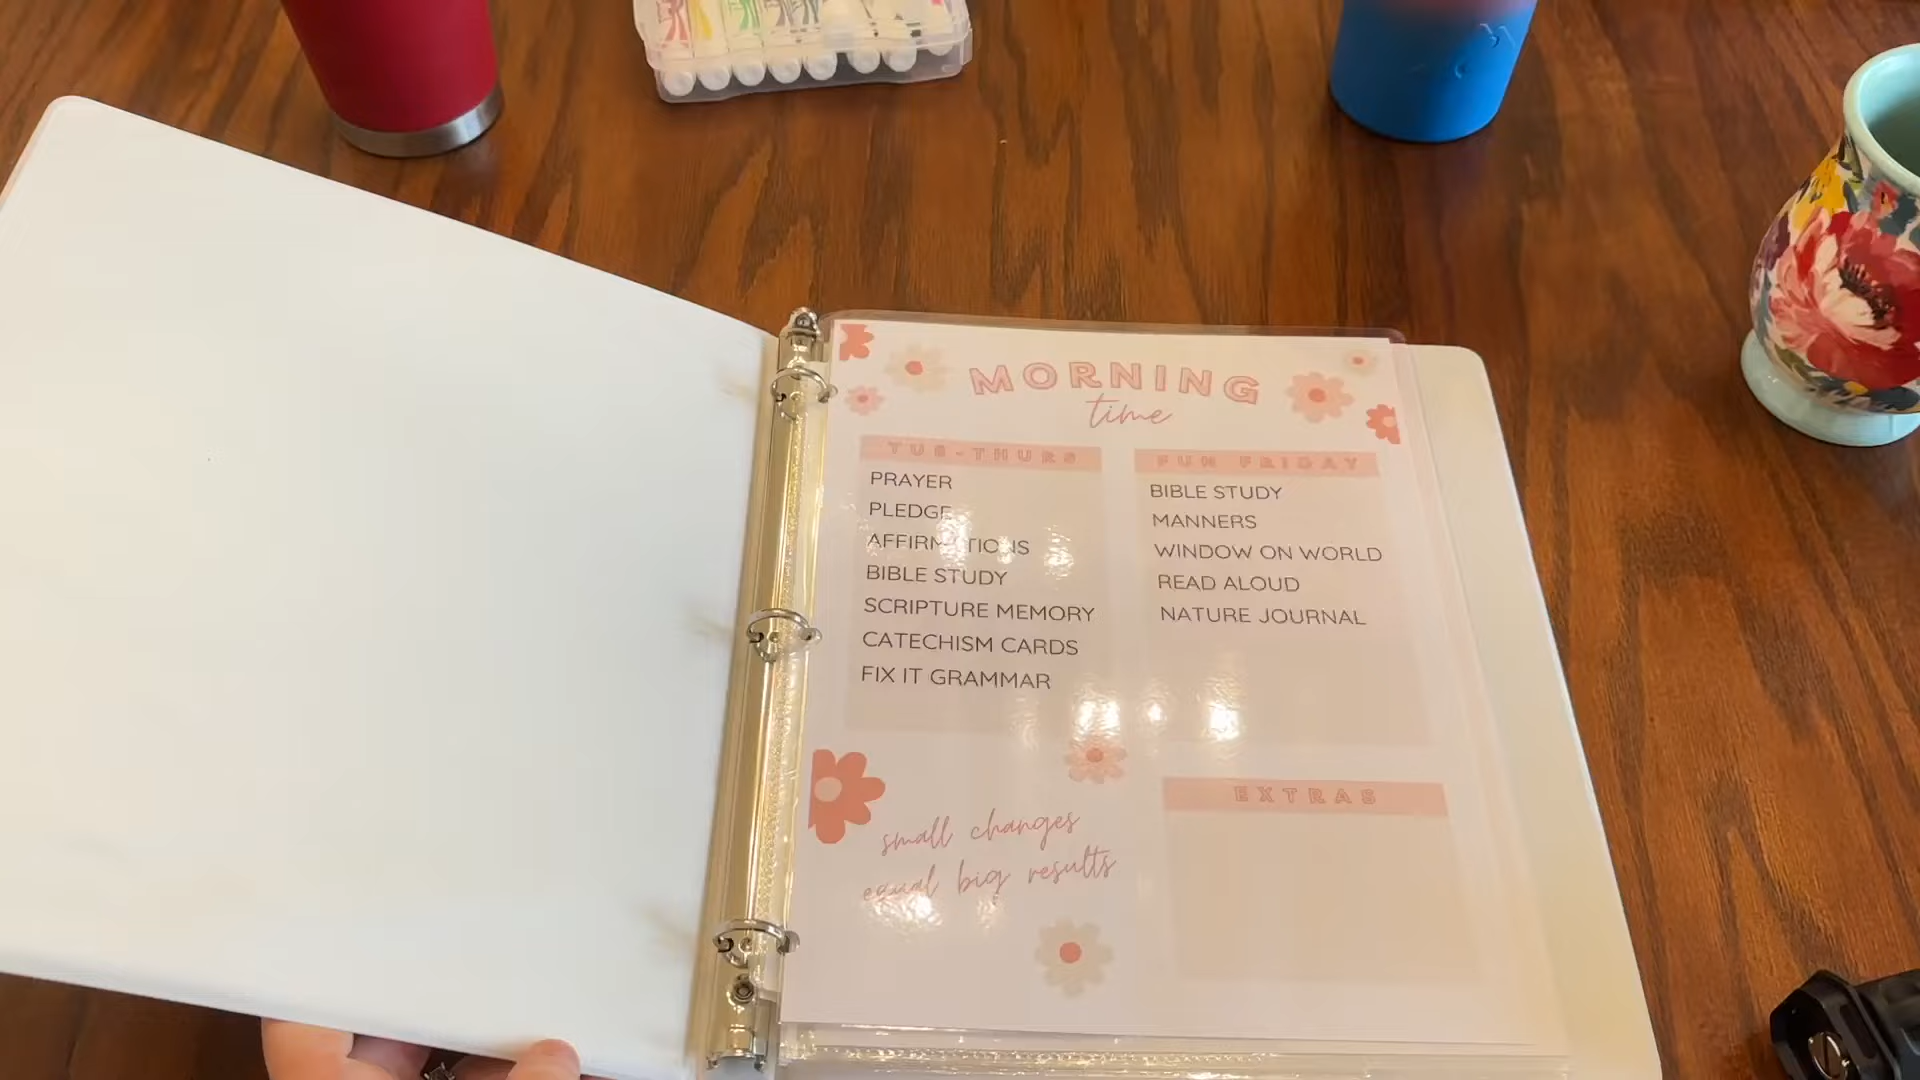 MORNING
time
TUE-THURS
PRAYER
PLEDGE
AFFIRMATIONS
BIBLE STUDY
SCRIPTURE MEMORY
CATECHISM CARDS
FIX IT GRAMMAR
FUN FRIDAY
BIBLE STUDY
MANNERS
WINDOW ON WORLD
READ ALOUD
NATURE JOURNAL
small changes
equal big results
EXTRAS